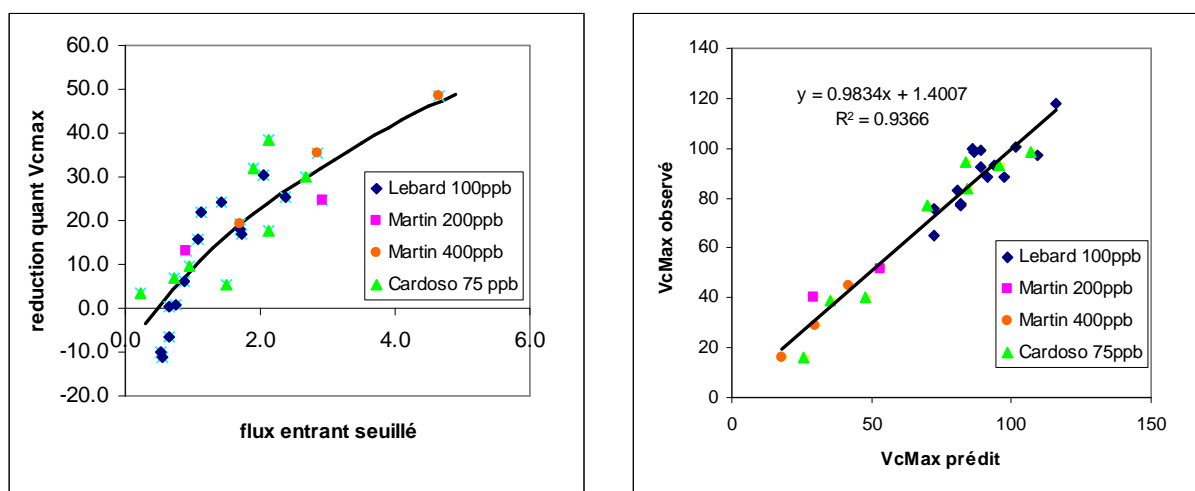 60.0
50.0
40.0
30.0
20.0
10.0
0.0
-10.0
-20.0
0.0 2.0 4.0 6.0
reduction quant Vcmax
flux entrant seuillé
Lebard 100ppb
Martin 200ppb
Martin 400ppb
Cardoso 75 ppb
140
120
100
80
60
40
20
0
0 50 100 150
VcMax observé
VcMax prédit
y = 0.9834x + 1.4007
R² = 0.9366
Lebard 100ppb
Martin 200ppb
Martin 400ppb
Cardoso 75ppb